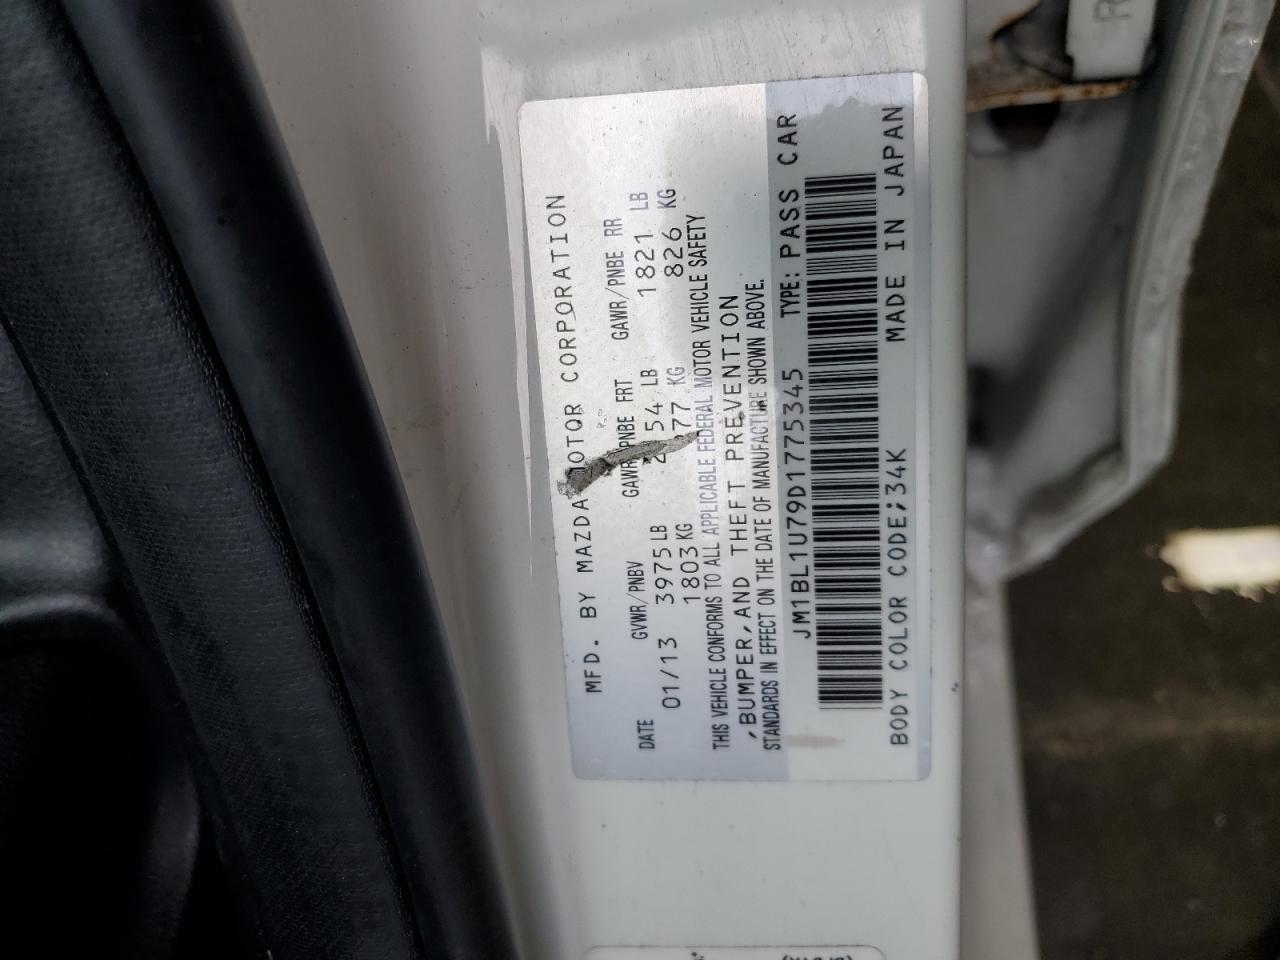 MFD. BY MAZDA MOTOR CORPORATION
DATE GVWR/PNBV GAWR/PNBE FRT GAWR/PNBE RR
01/13 3975 LB LB 1821 LB
1803 KG KG 826 KG
THIS VEHICLE CONFORMS TO ALL APPLICABLE FEDERAL MOTOR VEHICLE SAFETY
,BUMPER,AND THEFT PREVENTION
STANDARDS IN EFFECT ON THE DATE OF MANUFACTURE SHOWN ABOVE.
JM1BL1U79D1775345 TYPE: PASS CAR
BODY COLOR CODE;34K MADE IN JAPAN